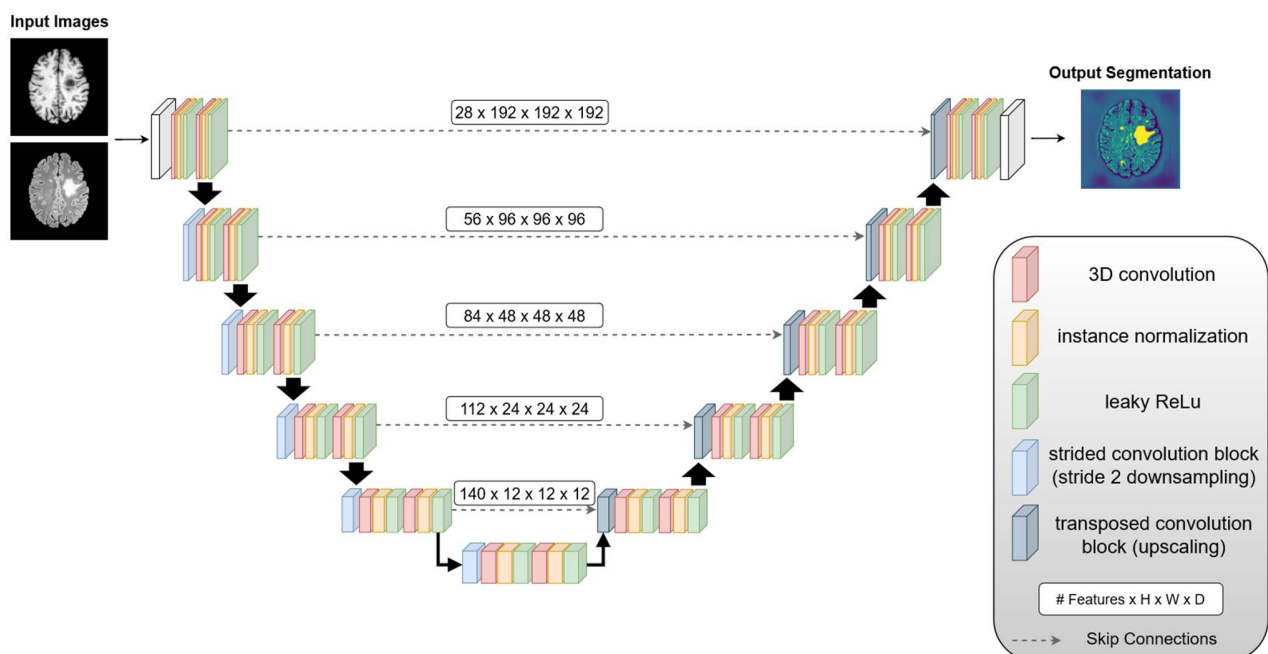 Input Images
Output Segmentation
28 x 192 x 192 x 192
56 x 96 x 96 x 96
84 x 48 x 48 x 48
112 x 24 x 24 x 24
140 x 12 x 12 x 12
3D convolution
instance normalization
leaky ReLu
strided convolution block
(stride 2 downsampling)
transposed convolution
block (upscaling)
# Features x H x W x D
Skip Connections